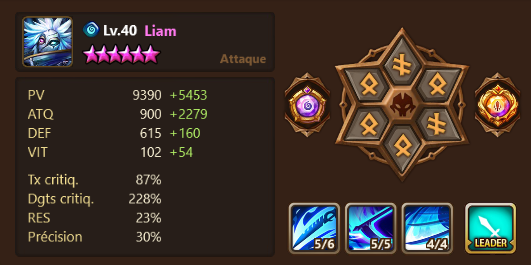 Lv.40 Liam
Attaque
PV 9390 +5453
ATQ 900 +2279
DEF 615 +160
VIT 102 +54
Tx critiq. 87%
Dgts critiq. 228%
RES 23%
Précision 30%
5/6 5/5 4/4 LEADER